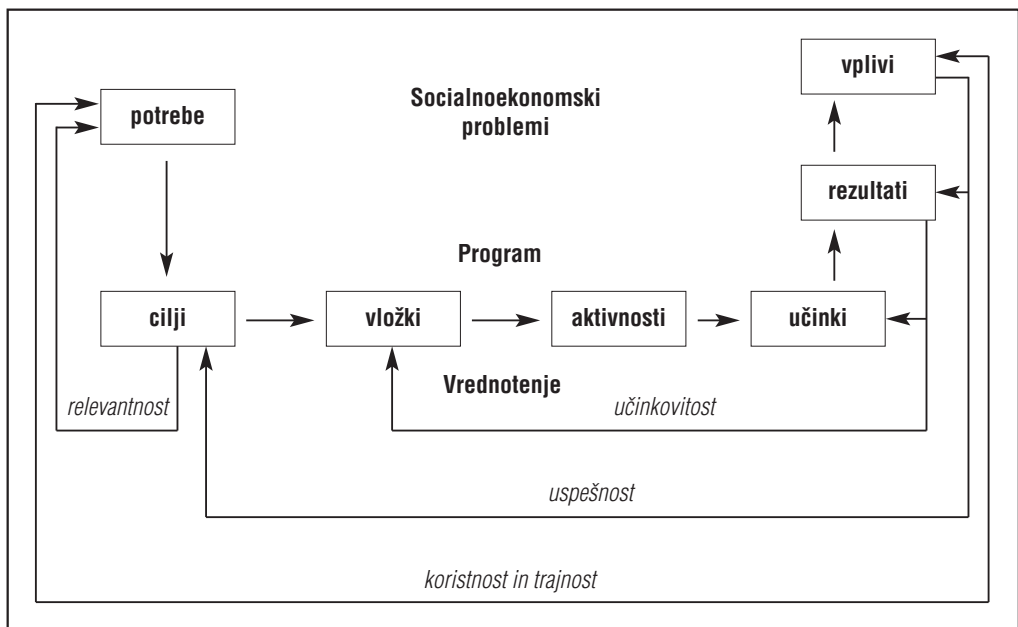 vplivi
Socialnoekonomski
problemi
potrebe
rezultati
Program
cilji
vložki
aktivnosti
učinki
Vrednotenje
relevantnost
učinkovitost
uspešnost
koristnost in trajnost